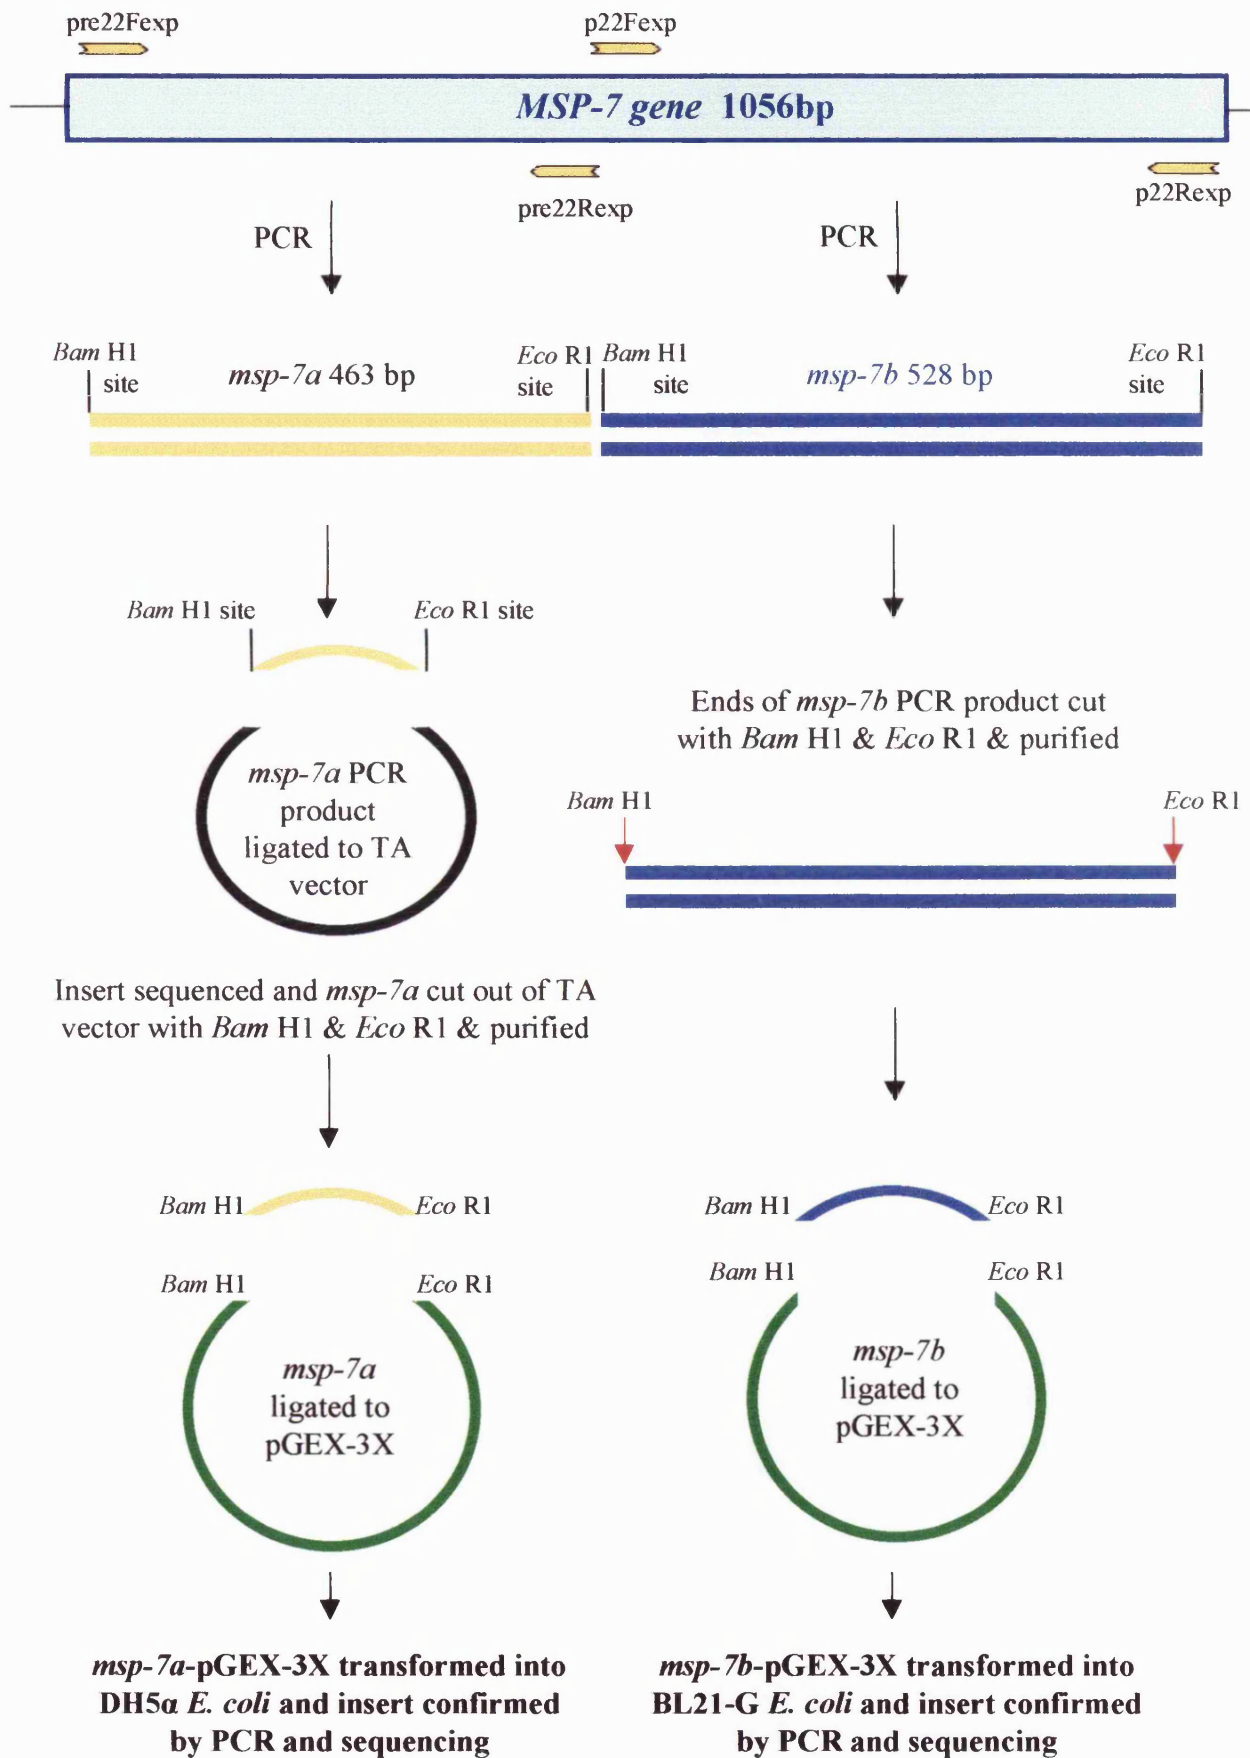 pre22Fexp
p22Fexp
MSP-7 gene 1056bp
pre22Rexp
p22Rexp
PCR
PCR
Bam H1
site
msp-7a 463 bp
Eco R1
site
Bam H1
site
msp-7b 528 bp
Eco R1
site
Bam H1 site
Eco R1 site
msp-7a PCR
product
ligated to TA
vector
Ends of msp-7b PCR product cut
with Bam H1 & Eco R1 & purified
Bam H1
Eco R1
Insert sequenced and msp-7a cut out of TA
vector with Bam H1 & Eco R1 & purified
Bam H1
Eco R1
Bam H1
Eco R1
msp-7a
ligated to
pGEX-3X
Bam H1
Eco R1
Bam H1
Eco R1
msp-7b
ligated to
pGEX-3X
msp-7a-pGEX-3X transformed into
DH5α E. coli and insert confirmed
by PCR and sequencing
msp-7b-pGEX-3X transformed into
BL21-G E. coli and insert confirmed
by PCR and sequencing